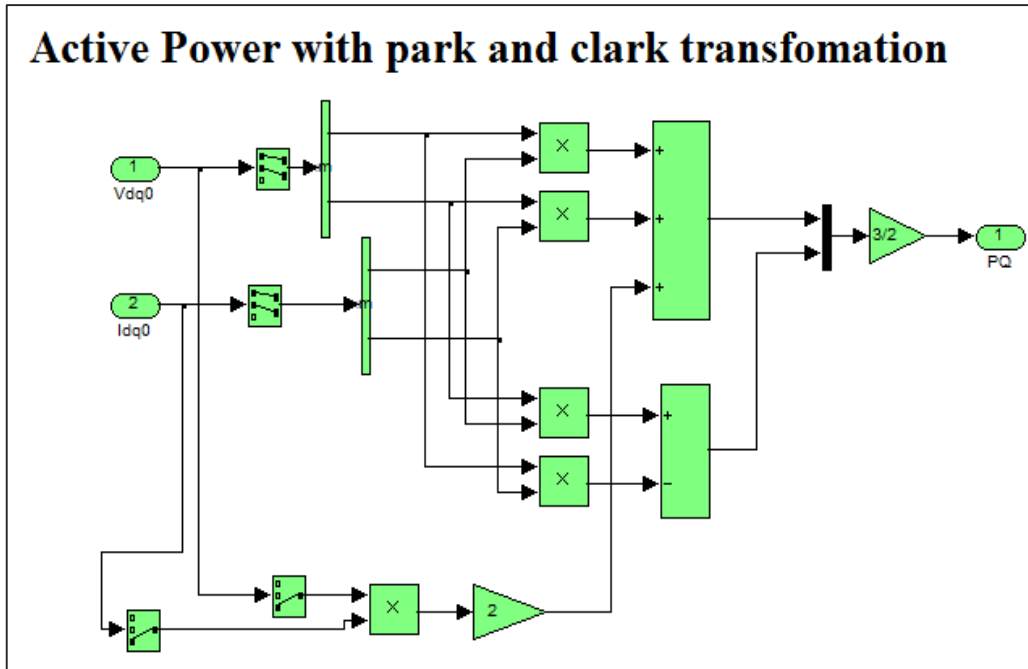 Active Power with park and clark transfomation
1
Vdq0
m
×
+
×
+
3/2
1
PQ
2
Idq0
m
+
×
+
×
−
×
2